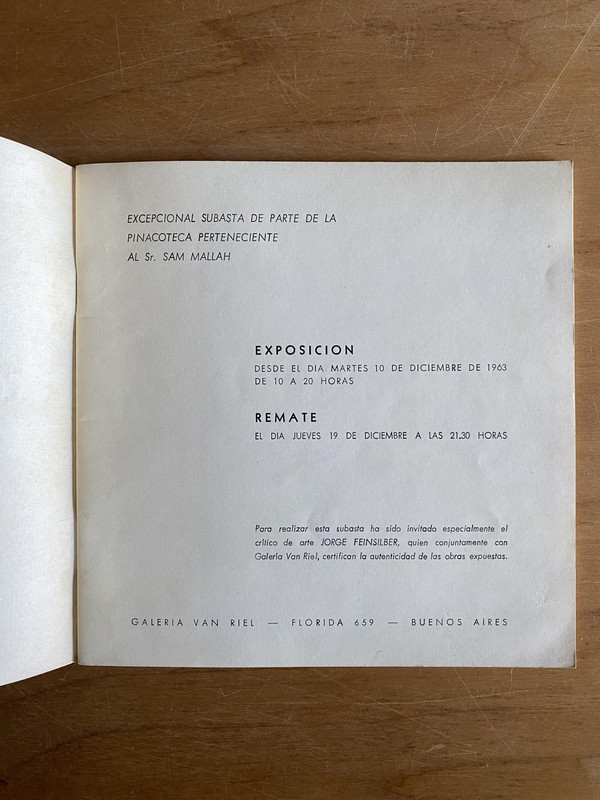 EXCEPCIONAL SUBASTA DE PARTE DE LA
PINACOTECA PERTENECIENTE
AL Sr. SAM MALLAH
EXPOSICION
DESDE EL DIA MARTES 10 DE DICIEMBRE DE 1963
DE 10 A 20 HORAS
REMATE
EL DIA JUEVES 19 DE DICIEMBRE A LAS 21.30 HORAS
Para realizar esta subasta ha sido invitado especialmente el
crítico de arte JORGE FEINSILBER, quien conjuntamente con
Galería Van Riel, certifican la autenticidad de las obras expuestas.
GALERIA VAN RIEL — FLORIDA 659 — BUENOS AIRES